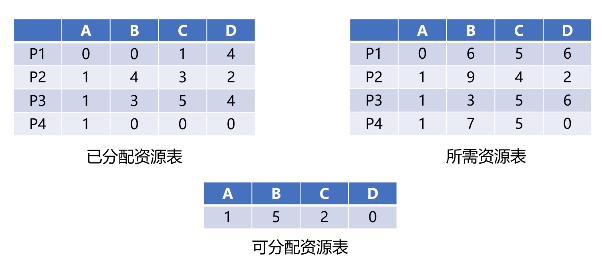 A B C D
P1 0 0 1 4
P2 1 4 3 2
P3 1 3 5 4
P4 1 0 0 0
已分配资源表
A B C D
P1 0 6 5 6
P2 1 9 4 2
P3 1 3 5 6
P4 1 7 5 0
所需资源表
A B C D
1 5 2 0
可分配资源表